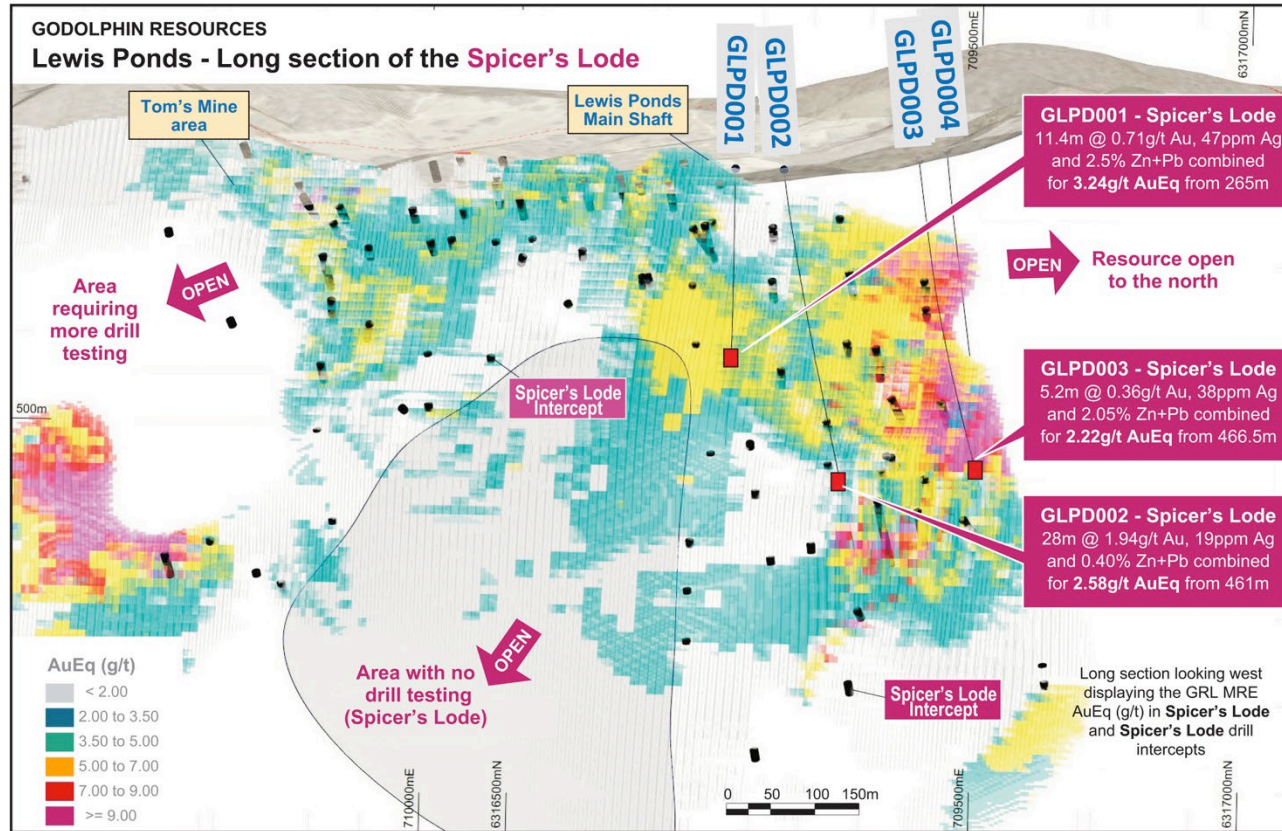 GODOLPHIN RESOURCES
Lewis Ponds - Long section of the Spicer's Lode
Tom's Mine
area
Lewis Ponds
Main Shaft
GLPD001
GLPD002
GLPD003
GLPD004
709500mE
6317000mN
GLPD001 - Spicer's Lode
11.4m @ 0.71g/t Au, 47ppm Ag
and 2.5% Zn+Pb combined
for 3.24g/t AuEq from 265m
OPEN
Area
requiring
more drill
testing
OPEN
Resource open
to the north
Spicer's Lode
Intercept
500m
GLPD003 - Spicer's Lode
5.2m @ 0.36g/t Au, 38ppm Ag
and 2.05% Zn+Pb combined
for 2.22g/t AuEq from 466.5m
GLPD002 - Spicer's Lode
28m @ 1.94g/t Au, 19ppm Ag
and 0.40% Zn+Pb combined
for 2.58g/t AuEq from 461m
OPEN
Area with no
drill testing
(Spicer's Lode)
Spicer's Lode
Intercept
Long section looking west
displaying the GRL MRE
AuEq (g/t) in Spicer's Lode
and Spicer's Lode drill
intercepts
AuEq (g/t)
< 2.00
2.00 to 3.50
3.50 to 5.00
5.00 to 7.00
7.00 to 9.00
>= 9.00
710000mE
6316500mN
0 50 100 150m
709500mE
6317000mN